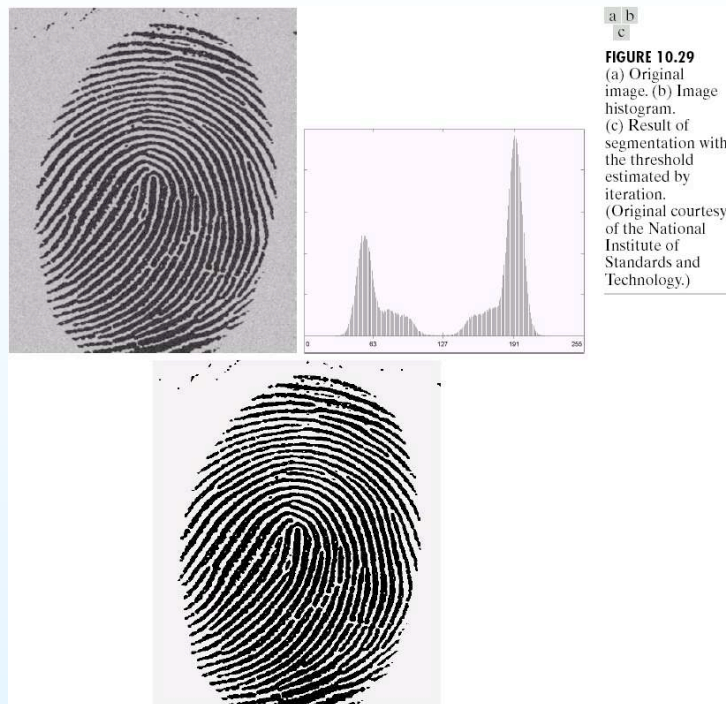 a b
c
FIGURE 10.29
(a) Original
image. (b) Image
histogram.
(c) Result of
segmentation with
the threshold
estimated by
iteration.
(Original courtesy
of the National
Institute of
Standards and
Technology.)
0 63 127 191 255